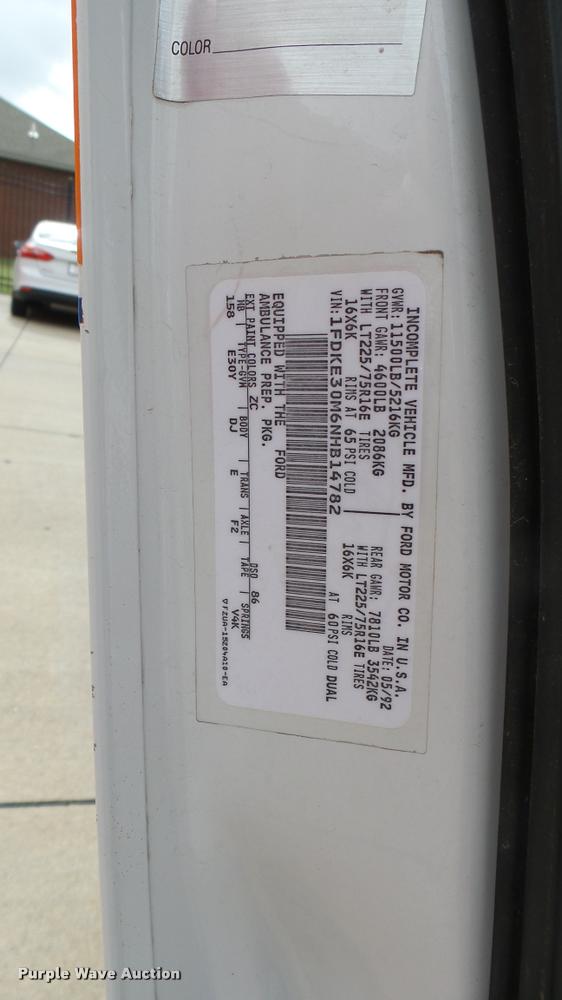 COLOR
INCOMPLETE VEHICLE MFD. BY FORD MOTOR CO. IN U.S.A.
GVWR: 11500LB/5216KG DATE: 05/92
FRONT GAWR: 4600LB 2086KG REAR GAWR: 7810LB 3542KG
WITH LT225/75R16E TIRES WITH LT225/75R16E TIRES
16X6K RIMS AT 65 PSI COLD 16X6K RIMS AT 60 PSI COLD DUAL
VIN: 1FDKE30M6NHB14782
EQUIPPED WITH THE FORD
AMBULANCE PREP. PKG.
EXT PAINT COLORS ZC DSO 86
WB TYPE-GVW BODY TRANS AXLE TAPE SPRINGS
158 E30Y DJ E F2 V4K
Purple Wave Auction